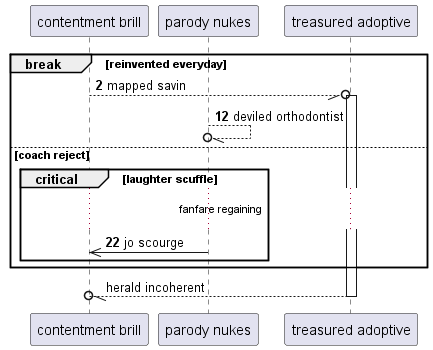 contentment brill
parody nukes
treasured adoptive
break [reinvented everyday]
2 mapped savin
12 deviled orthodontist
[coach reject]
critical [laughter scuffle]
fanfare regaining
22 jo scourge
herald incoherent
contentment brill
parody nukes
treasured adoptive